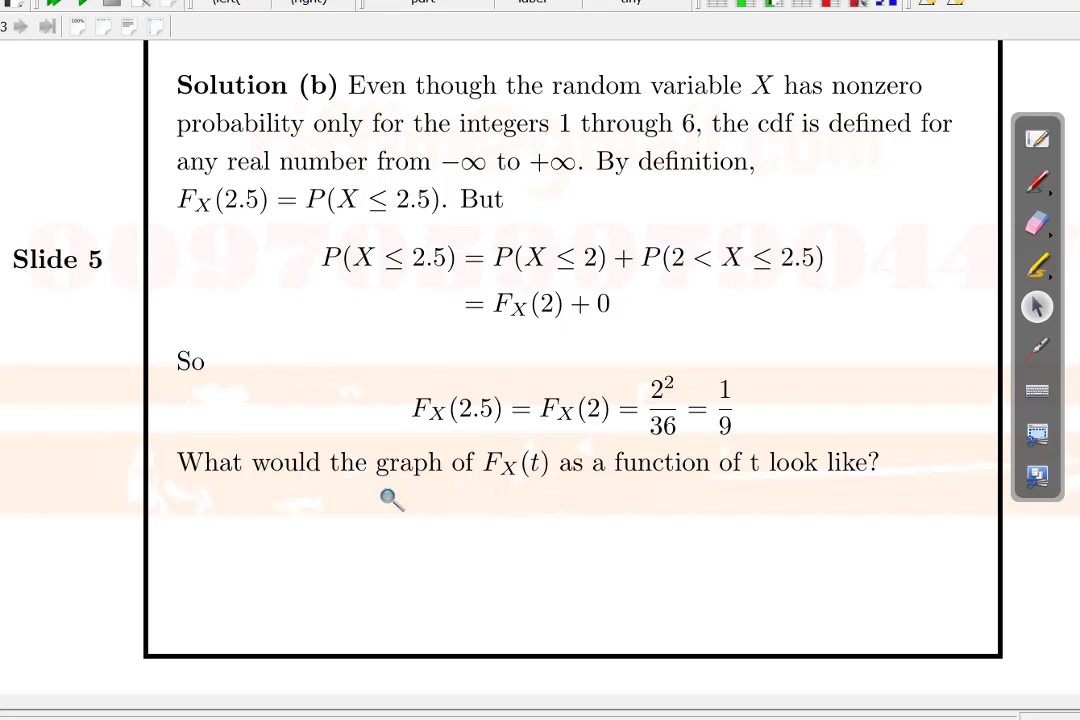 Solution (b) Even though the random variable X has nonzero
probability only for the integers 1 through 6, the cdf is defined for
any real number from −∞ to +∞. By definition,
F_X(2.5) = P(X ≤ 2.5). But
Slide 5
P(X ≤ 2.5) = P(X ≤ 2) + P(2 < X ≤ 2.5)
= F_X(2) + 0
So
F_X(2.5) = F_X(2) = 2²/36 = 1/9
What would the graph of F_X(t) as a function of t look like?